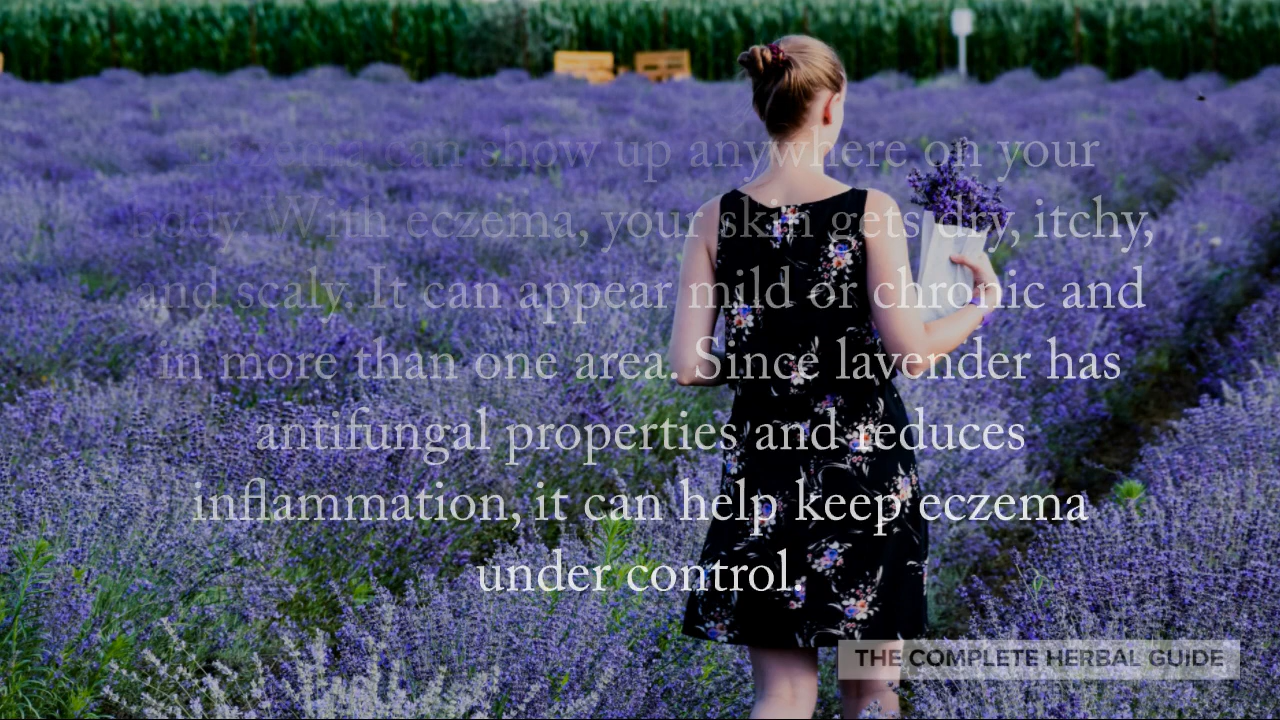 eczema can show up anywhere on your
body. With eczema, your skin gets dry, itchy,
and scaly. It can appear mild or chronic and
in more than one area. Since lavender has
antifungal properties and reduces
inflammation, it can help keep eczema
under control.
THE COMPLETE HERBAL GUIDE